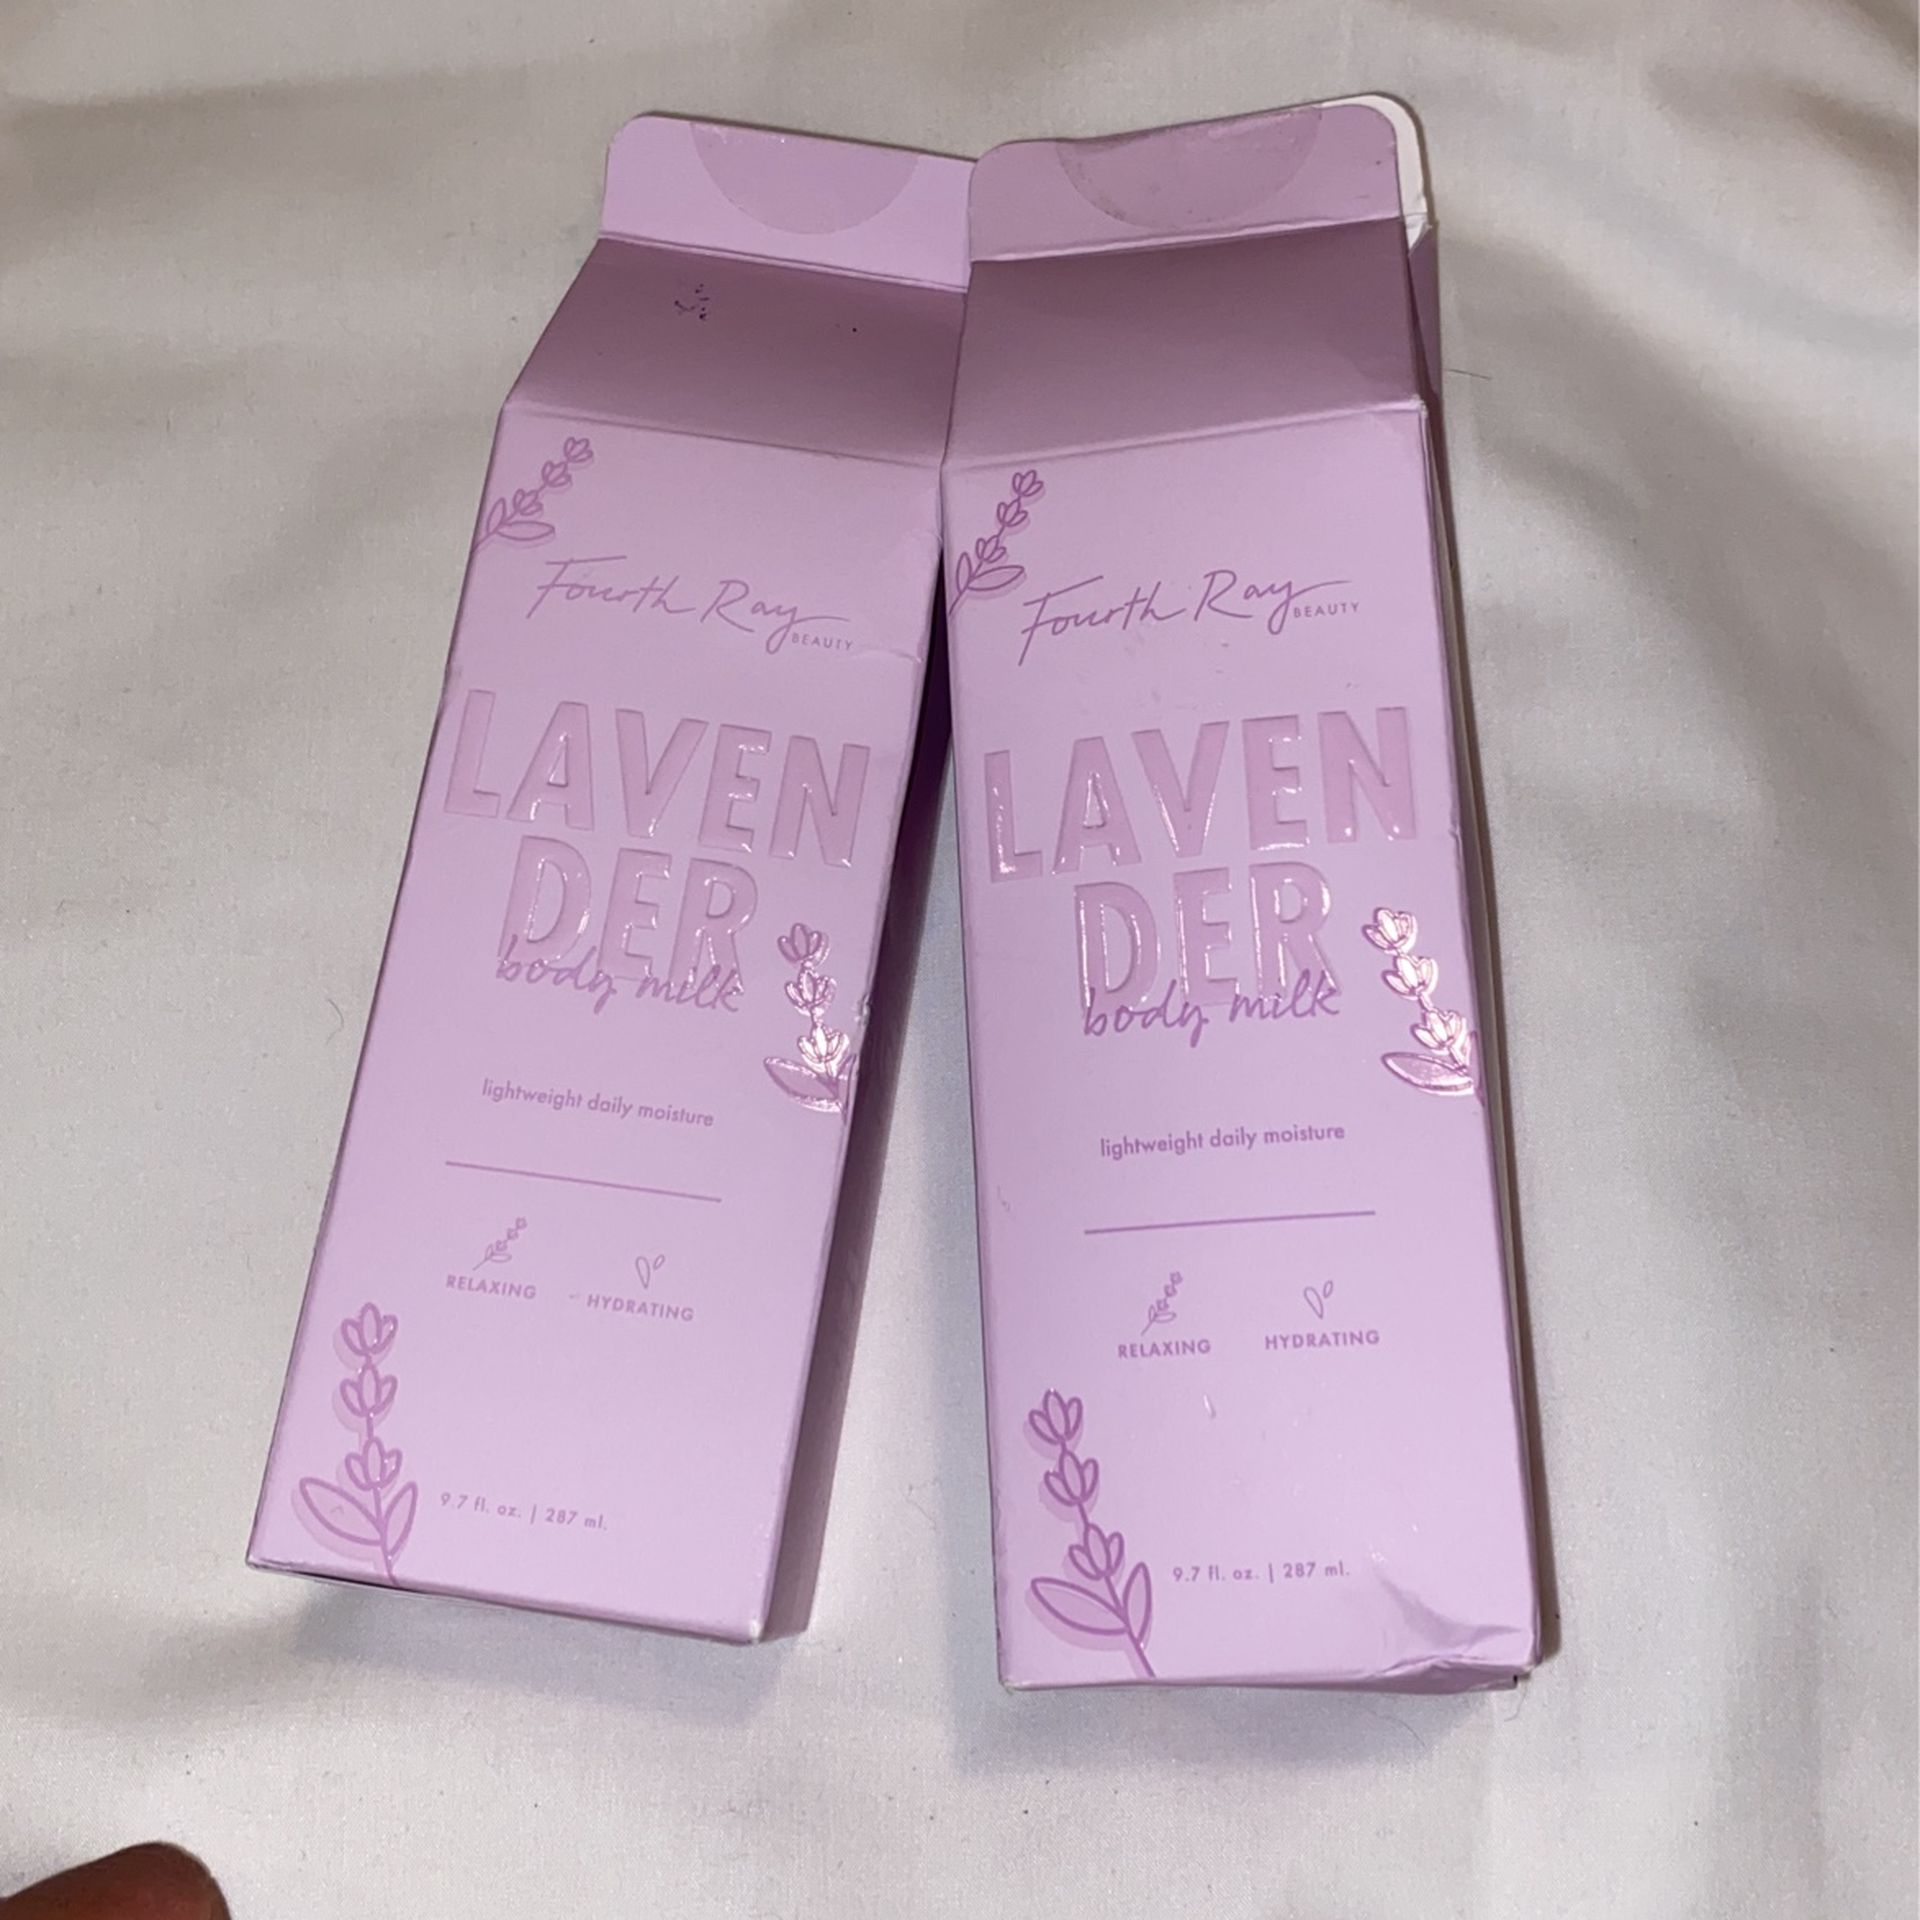 Fourth Ray
BEAUTY
LAVEN
DER
body milk
lightweight daily moisture
RELAXING HYDRATING
9.7 fl. oz. | 287 ml.
Fourth Ray
BEAUTY
LAVEN
DER
body milk
lightweight daily moisture
RELAXING HYDRATING
9.7 fl. oz. | 287 ml.